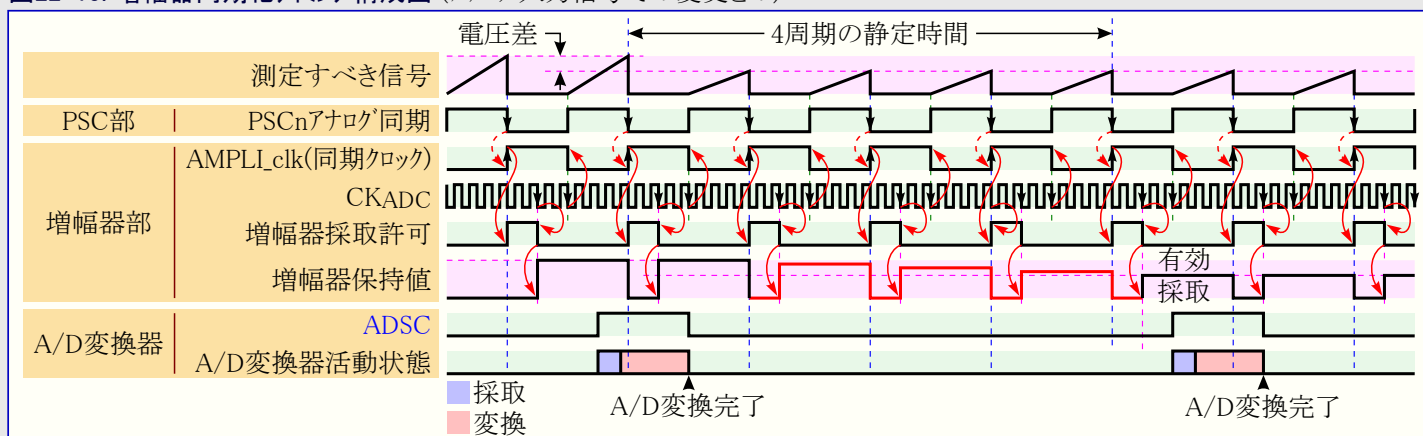 電圧差
4周期の静定時間
測定すべき信号
PSC部
PSCnアナログ同期
増幅器部
AMPLI_clk(同期クロック)
CKADC
増幅器採取許可
増幅器保持値
有効
採取
A/D変換器
ADSC
A/D変換器活動状態
採取
変換
A/D変換完了
A/D変換完了